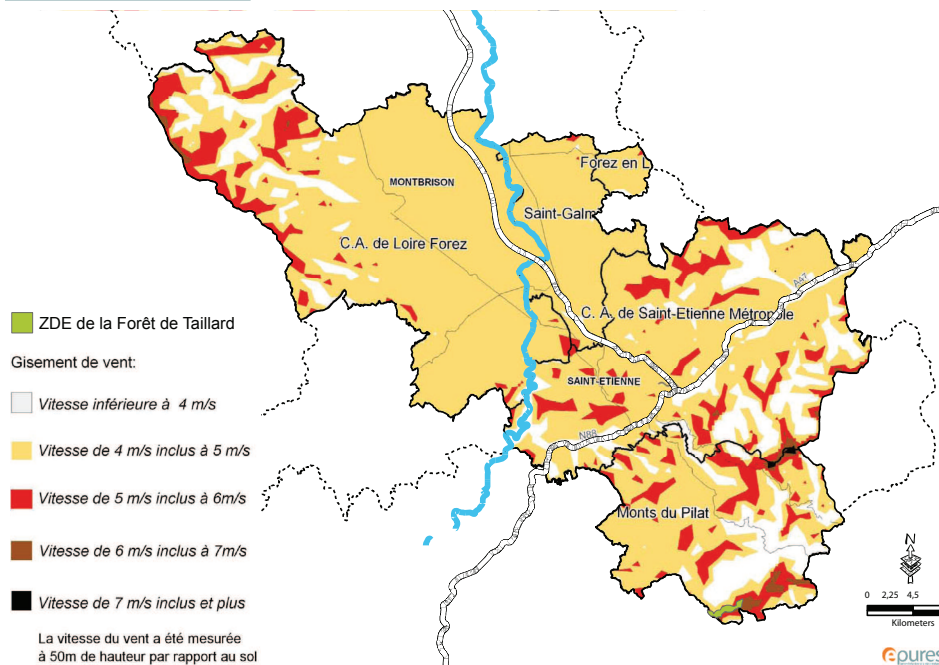 Forez en L
MONTBRISON
Saint-Galm
C.A. de Loire Forez
A47
C. A. de Saint-Etienne Métropole
SAINT-ETIENNE
N88
Monts du Pilat
ZDE de la Forêt de Taillard
Gisement de vent:
Vitesse inférieure à 4 m/s
Vitesse de 4 m/s inclus à 5 m/s
Vitesse de 5 m/s inclus à 6m/s
Vitesse de 6 m/s inclus à 7m/s
Vitesse de 7 m/s inclus et plus
La vitesse du vent a été mesurée
à 50m de hauteur par rapport au sol
N
0 2,25 4,5
Kilometers
epures